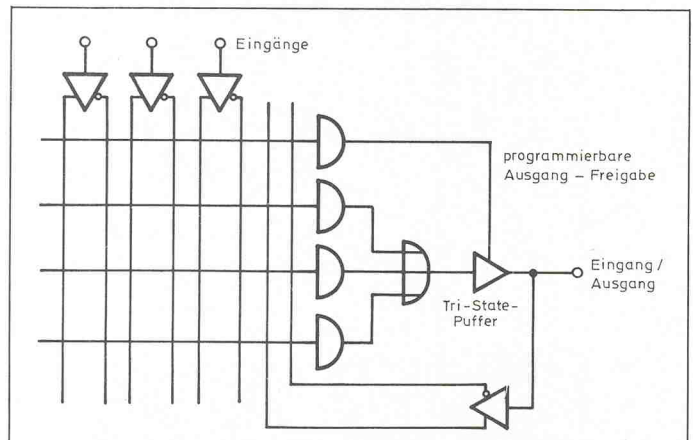 Eingänge
programmierbare
Ausgang – Freigabe
Eingang /
Ausgang
Tri-State-
Puffer